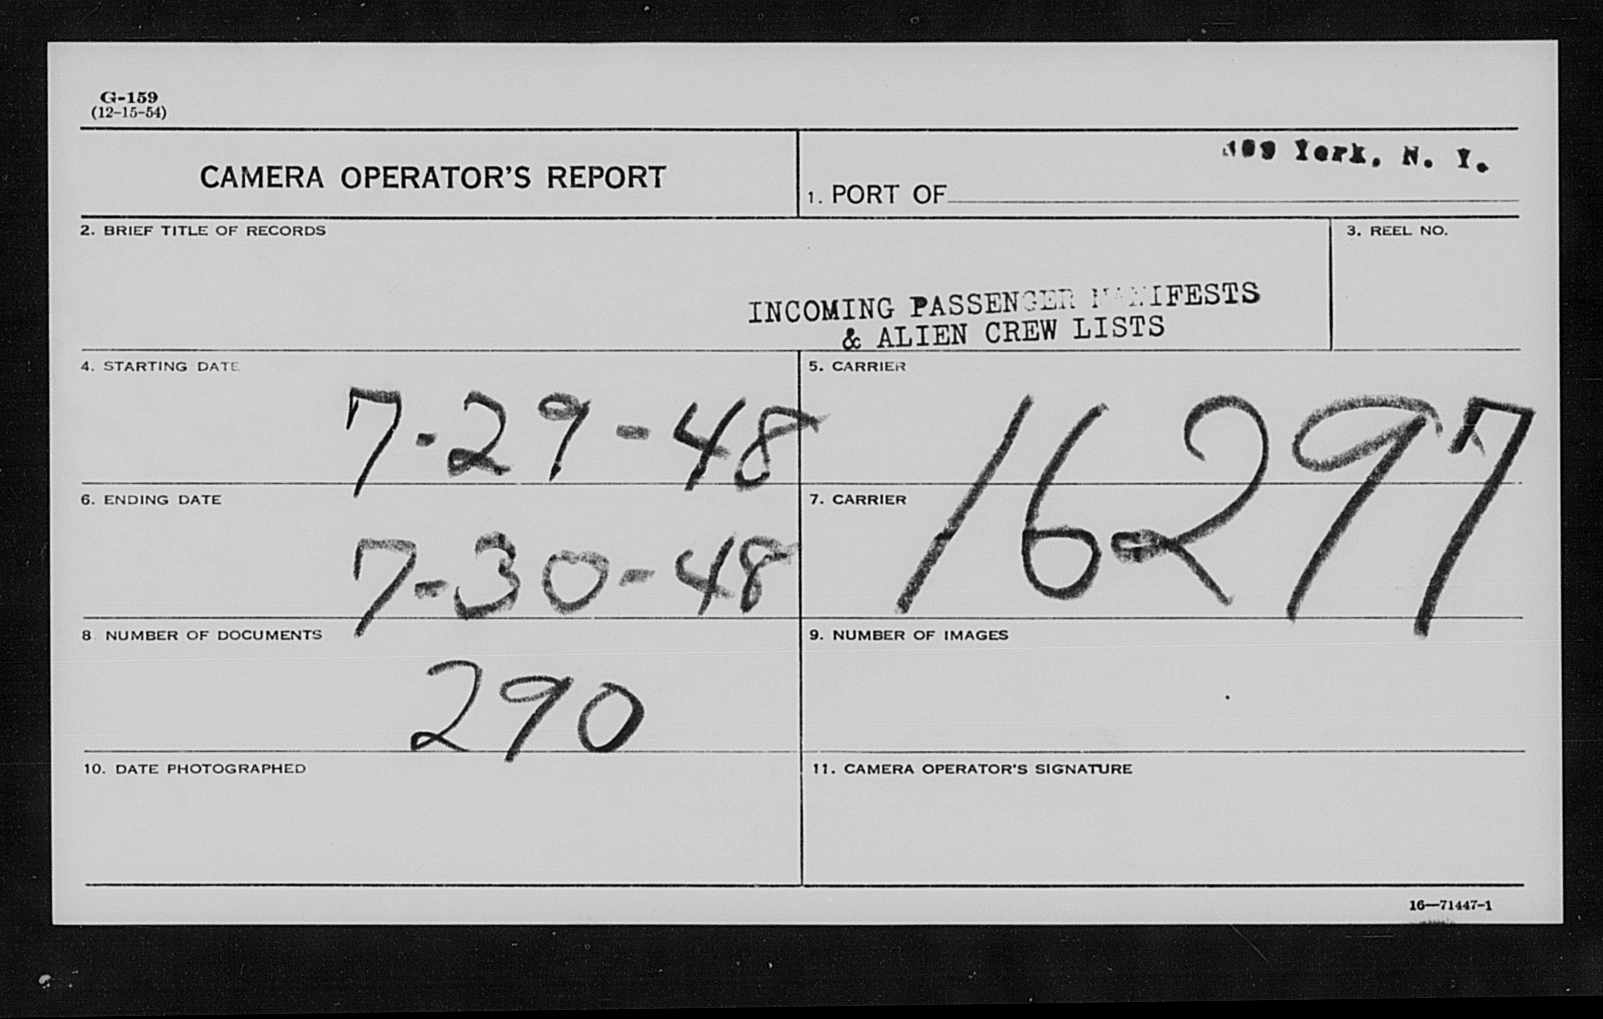 G-159
(12-15-54)
CAMERA OPERATOR'S REPORT
1. PORT OF
York, N. Y.
2. BRIEF TITLE OF RECORDS
INCOMING PASSENGER MANIFESTS
& ALIEN CREW LISTS
3. REEL NO.
4. STARTING DATE
7-29-48
5. CARRIER
16297
6. ENDING DATE
7-30-48
7. CARRIER
8. NUMBER OF DOCUMENTS
290
9. NUMBER OF IMAGES
10. DATE PHOTOGRAPHED
11. CAMERA OPERATOR'S SIGNATURE
16—71447-1